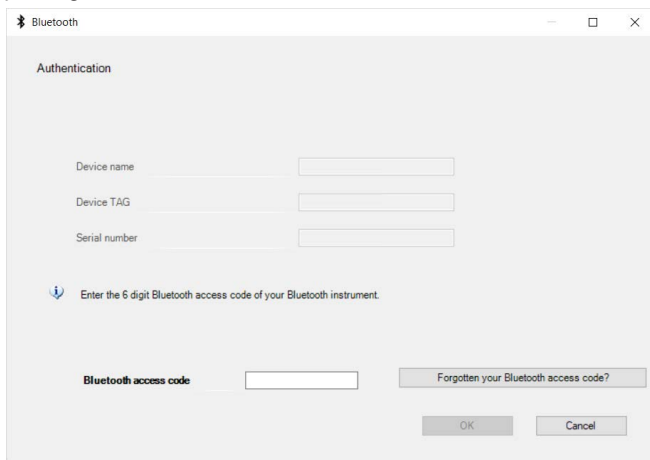 Bluetooth
Authentication
Device name
Device TAG
Serial number
Enter the 6 digit Bluetooth access code of your Bluetooth instrument.
Bluetooth access code
Forgotten your Bluetooth access code?
OK
Cancel